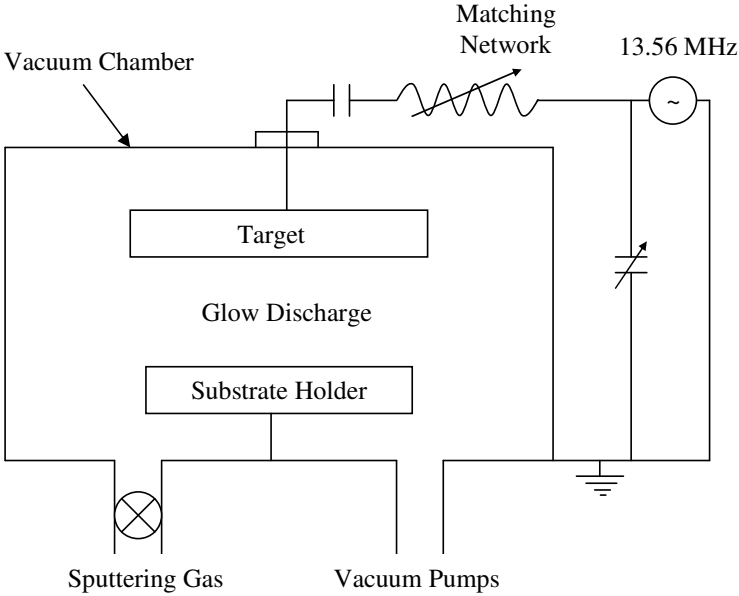 Matching
Network
13.56 MHz
Vacuum Chamber
~
Target
Glow Discharge
Substrate Holder
Sputtering Gas
Vacuum Pumps